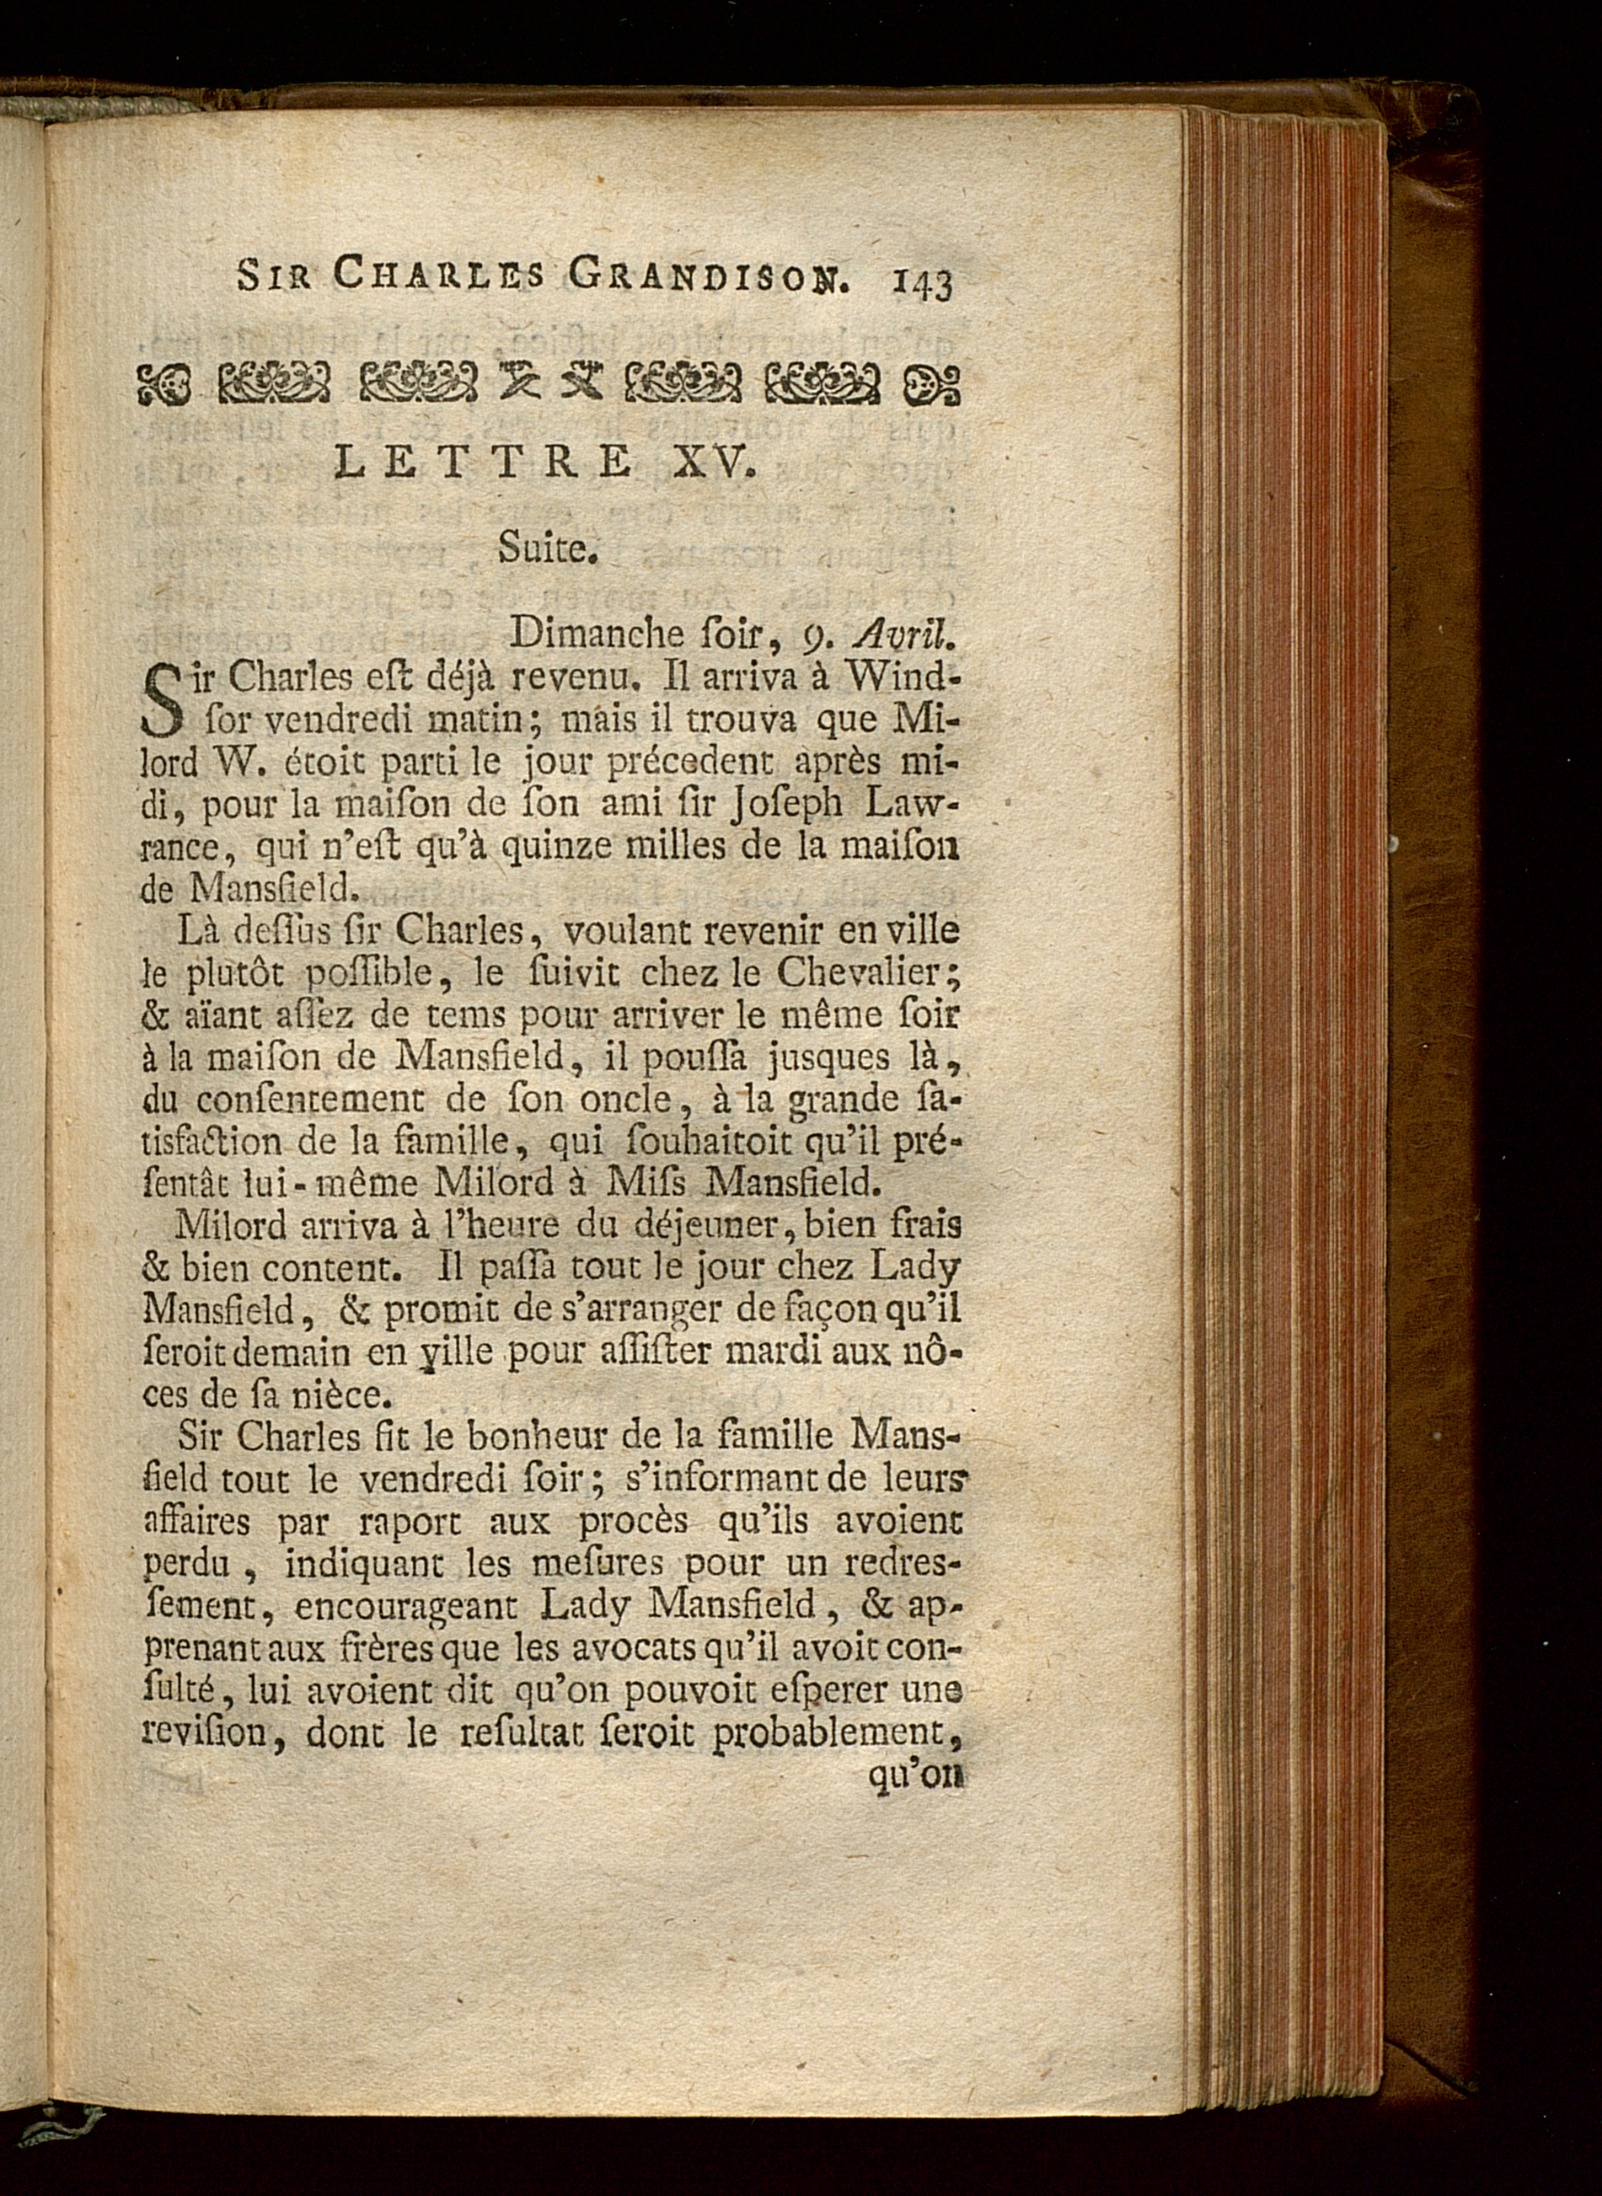 SIR CHARLES GRANDISON. 143
LETTRE XV.
Suite.
Dimanche ſoir, 9. Avril.
Sir Charles eſt déjà revenu. Il arriva à Wind-
ſor vendredi matin; mais il trouva que Mi-
lord W. étoit parti le jour précedent après mi-
di, pour la maiſon de ſon ami ſir Joſeph Law-
rance, qui n'eſt qu'à quinze milles de la maiſon
de Mansfield.
Là deſſus ſir Charles, voulant revenir en ville
le plutôt poſſible, le ſuivit chez le Chevalier;
& aïant aſſez de tems pour arriver le même ſoir
à la maiſon de Mansfield, il pouſſa jusques là,
du conſentement de ſon oncle, à la grande ſa-
tisfaction de la famille, qui ſouhaitoit qu'il pré-
ſentât lui-même Milord à Miſs Mansfield.
Milord arriva à l'heure du déjeuner, bien frais
& bien content. Il paſſa tout le jour chez Lady
Mansfield, & promit de s'arranger de façon qu'il
ſeroit demain en ville pour aſſiſter mardi aux nô-
ces de ſa nièce.
Sir Charles fit le bonheur de la famille Mans-
field tout le vendredi ſoir; s'informant de leurs
affaires par raport aux procès qu'ils avoient
perdu, indiquant les meſures pour un redres-
ſement, encourageant Lady Mansfield, & ap-
prenant aux frères que les avocats qu'il avoit con-
ſulté, lui avoient dit qu'on pouvoit eſperer une
reviſion, dont le reſultat ſeroit probablement,
qu'on